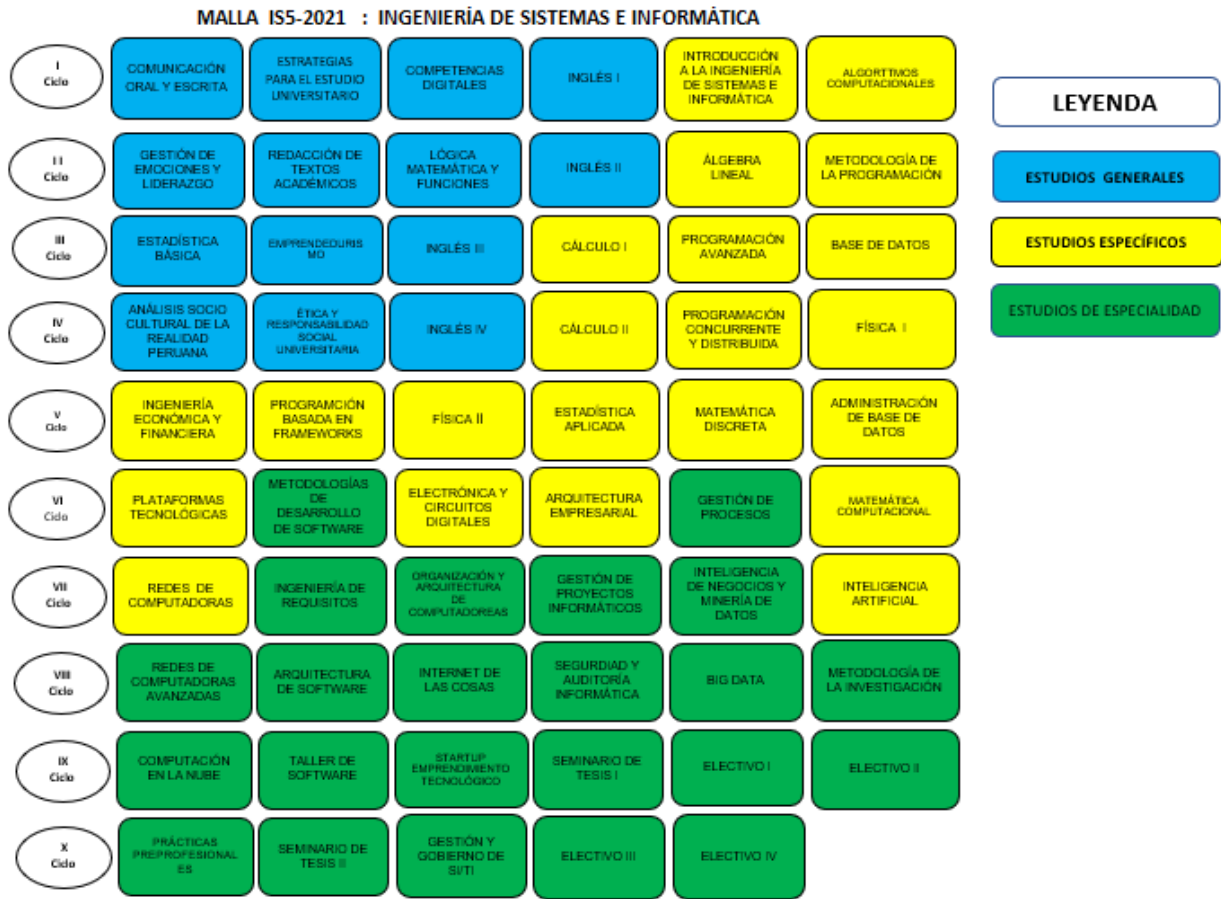 MALLA IS5-2021 : INGENIERÍA DE SISTEMAS E INFORMÁTICA
I
Ciclo
COMUNICACIÓN
ORAL Y ESCRITA
ESTRATEGIAS
PARA EL ESTUDIO
UNIVERSITARIO
COMPETENCIAS
DIGITALES
INGLÉS I
INTRODUCCIÓN
A LA INGENIERÍA
DE SISTEMAS E
INFORMÁTICA
ALGORTTMOS
COMPUTACIONALES
LEYENDA
ESTUDIOS GENERALES
ESTUDIOS ESPECÍFICOS
ESTUDIOS DE ESPECIALIDAD
II
Ciclo
GESTIÓN DE
EMOCIONES Y
LIDERAZGO
REDACCIÓN DE
TEXTOS
ACADÉMICOS
LÓGICA
MATEMÁTICA Y
FUNCIONES
INGLÉS II
ÁLGEBRA
LINEAL
METODOLOGÍA DE
LA PROGRAMACIÓN
III
Ciclo
ESTADÍSTICA
BÁSICA
EMPRENDEDURIS
MO
INGLÉS III
CÁLCULO I
PROGRAMACIÓN
AVANZADA
BASE DE DATOS
IV
Ciclo
ANÁLISIS SOCIO
CULTURAL DE LA
REALIDAD
PERUANA
ÉTICA Y
RESPONSABILIDAD
SOCIAL
UNIVERSITARIA
INGLÉS IV
CÁLCULO II
PROGRAMACIÓN
CONCURRENTE
Y DISTRIBUIDA
FÍSICA I
V
Ciclo
INGENIERÍA
ECONÓMICA Y
FINANCIERA
PROGRAMCIÓN
BASADA EN
FRAMEWORKS
FÍSICA II
ESTADÍSTICA
APLICADA
MATEMÁTICA
DISCRETA
ADMINISTRACIÓN
DE BASE DE
DATOS
VI
Ciclo
PLATAFORMAS
TECNOLÓGICAS
METODOLOGÍAS
DE
DESARROLLO
DE SOFTWARE
ELECTRÓNICA Y
CIRCUITOS
DIGITALES
ARQUITECTURA
EMPRESARIAL
GESTIÓN DE
PROCESOS
MATEMÁTICA
COMPUTACIONAL
VII
Ciclo
REDES DE
COMPUTADORAS
INGENIERÍA DE
REQUISITOS
ORGANIZACIÓN Y
ARQUITECTURA
DE
COMPUTADOREAS
GESTIÓN DE
PROYECTOS
INFORMÁTICOS
INTELIGENCIA
DE NEGOCIOS Y
MINERÍA DE
DATOS
INTELIGENCIA
ARTIFICIAL
VIII
Ciclo
REDES DE
COMPUTADORAS
AVANZADAS
ARQUITECTURA
DE SOFTWARE
INTERNET DE
LAS COSAS
SEGURDIAD Y
AUDITORÍA
INFORMÁTICA
BIG DATA
METODOLOGÍA DE
LA INVESTIGACIÓN
IX
Ciclo
COMPUTACIÓN
EN LA NUBE
TALLER DE
SOFTWARE
STARTUP
EMPRENDIMIENTO
TECNOLÓGICO
SEMINARIO DE
TESIS I
ELECTIVO I
ELECTIVO II
X
Ciclo
PRÁCTICAS
PREPROFESIONAL
ES
SEMINARIO DE
TESIS II
GESTIÓN Y
GOBIERNO DE
SI/TI
ELECTIVO III
ELECTIVO IV